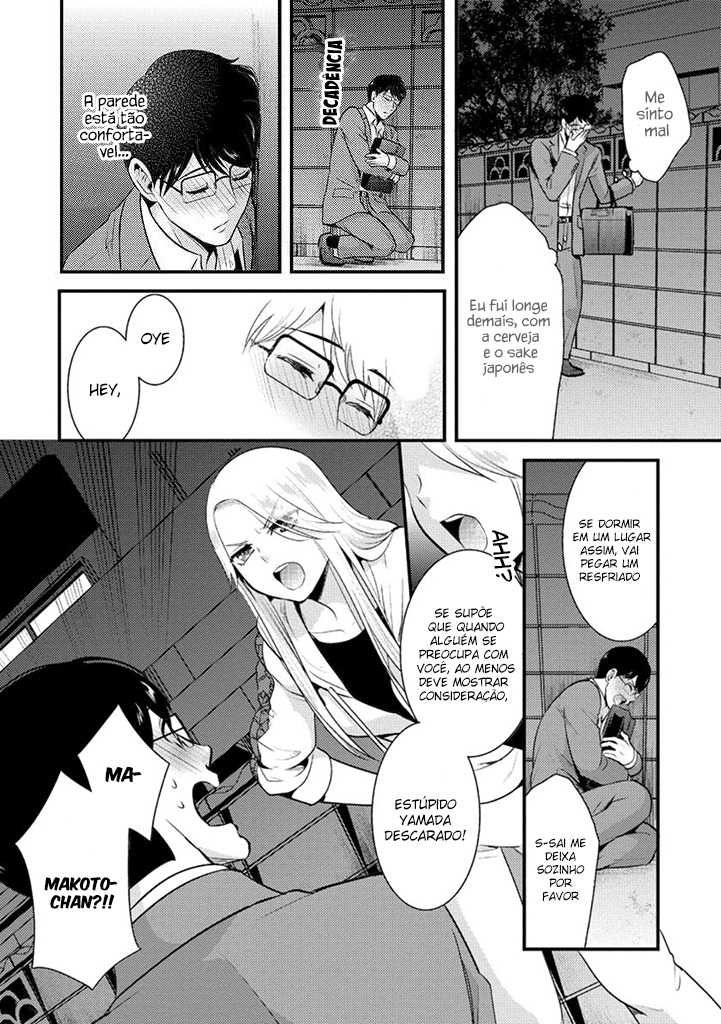 Me
sinto
mal
Eu fui longe
demais, com
a cerveja
e o sake
japonês
DECADÊNCIA
A parede
está tão
conforta-
vel...
OYE
HEY,
SE DORMIR
EM UM LUGAR
ASSIM, VAI
PEGAR UM
RESFRIADO
S-SAI ME
DEIXA
SOZINHO
POR
FAVOR
AHH?
SE SUPÕE
QUE QUANDO
ALGUÉM SE
PREOCUPA COM
VOCÊ, AO MENOS
DEVE MOSTRAR
CONSIDERAÇÃO,
ESTÚPIDO
YAMADA
DESCARADO!
MA-
MAKOTO-
CHAN?!!